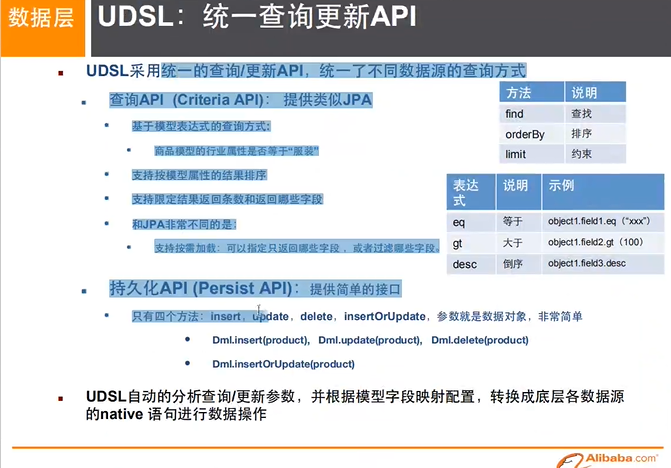 数据层
UDSL：统一查询更新API
UDSL采用统一的查询/更新API，统一了不同数据源的查询方式
查询API（Criteria API)： 提供类似JPA
基于模型表达式的查询方式:
商品模型的行业属性是否等于“服装”
支持按模型属性的结果排序
支持限定结果返回条数和返回哪些字段
和JPA非常不同的是:
支持按需加载：可以指定只返回哪些字段 ，或者过滤哪些字段。
方法 说明
find 查找
orderBy 排序
limit 约束
表达
式 说明 示例
eq 等于 object1.field1.eq（“xxx”）
gt 大于 object1.field2.gt（100）
desc 倒序 object1.field3.desc
持久化API (Persist API)： 提供简单的接口
只有四个方法：insert，update，delete，insertOrUpdate，参数就是数据对象，非常简单
Dml.insert(product)， Dml.update(product)， Dml.delete(product)
Dml.insertOrUpdate(product)
UDSL自动的分析查询/更新参数，并根据模型字段映射配置，转换成底层各数据源
的native 语句进行数据操作
Alibaba.com